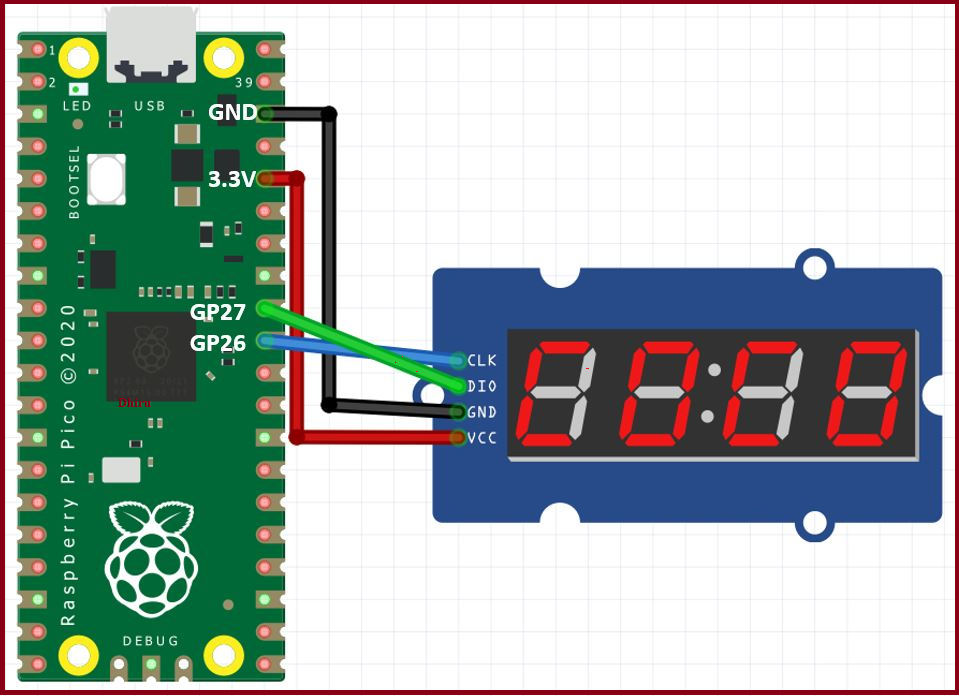 1
2
39
LED
USB
GND
BOOTSEL
3.3V
GP27
GP26
Dhiru
Raspberry Pi Pico ©2020
DEBUG
CLK
DIO
GND
VCC